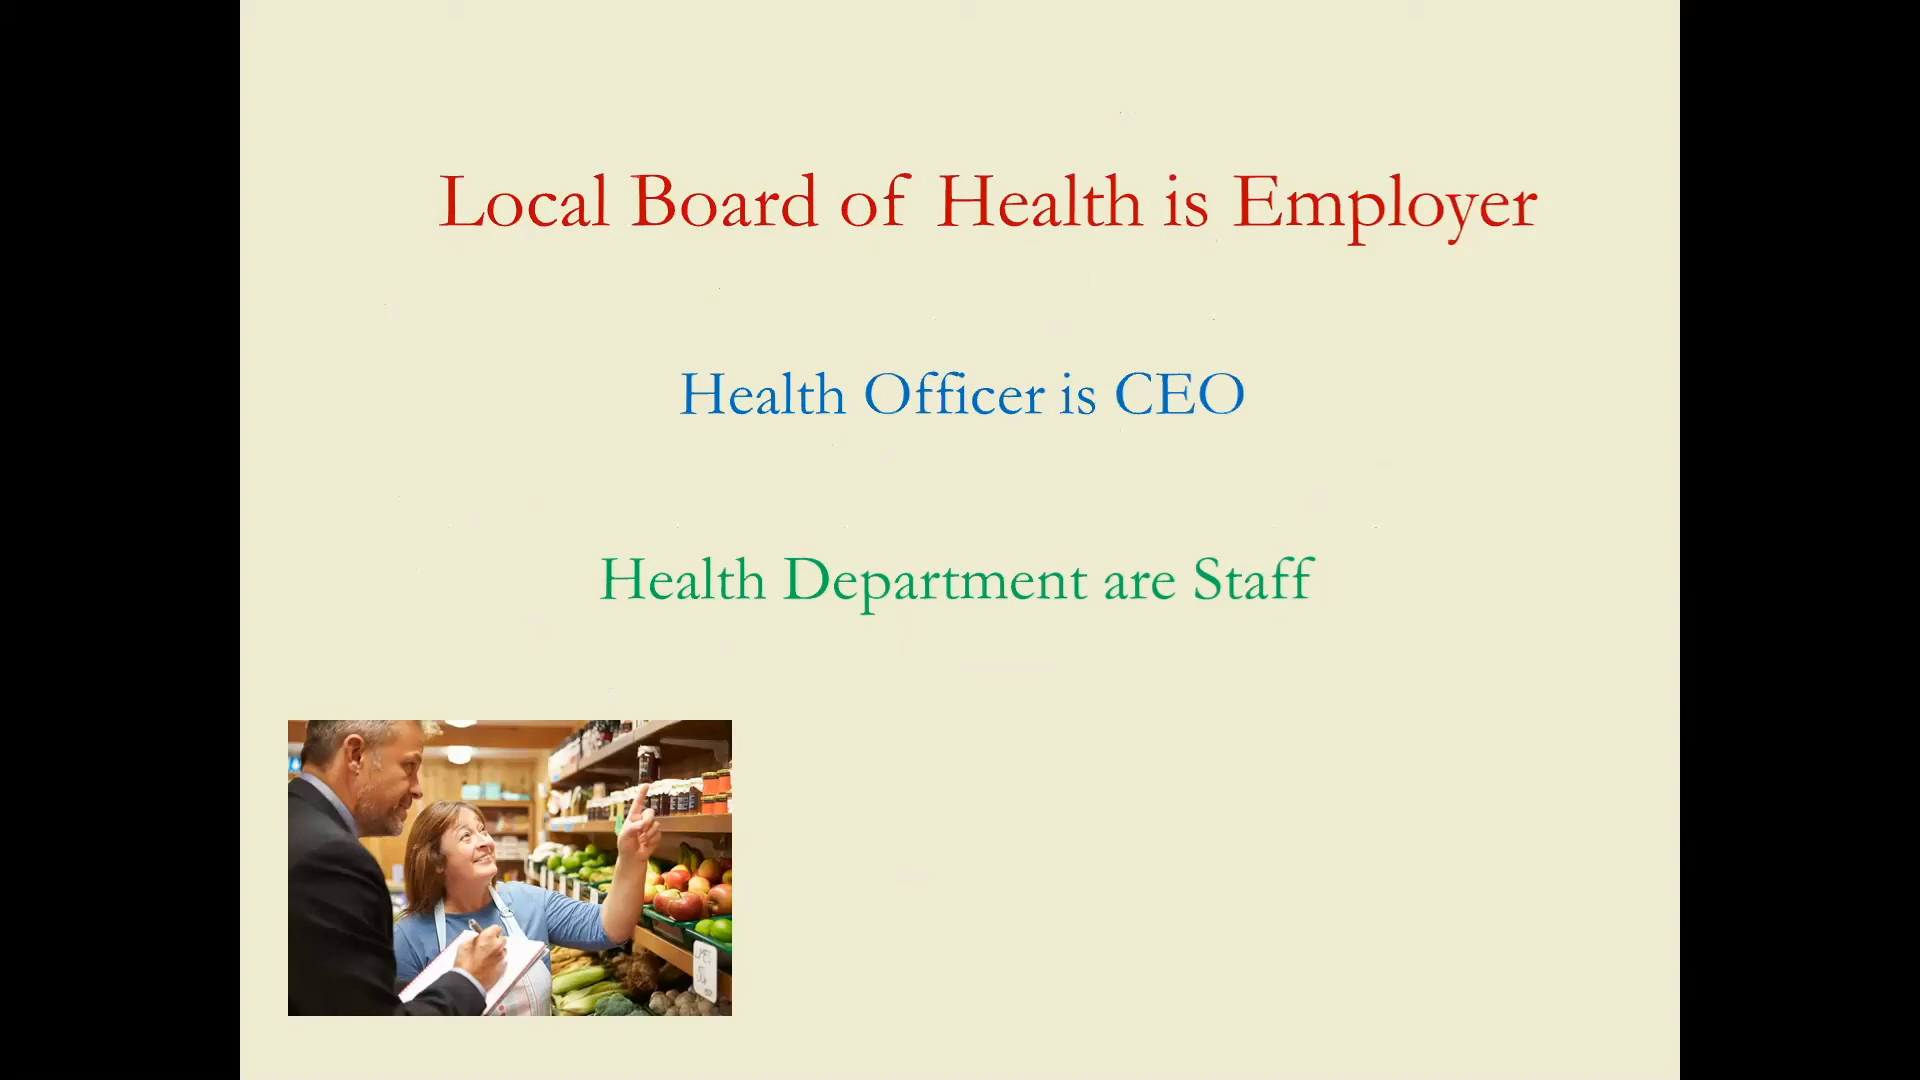 Local Board of Health is Employer
Health Officer is CEO
Health Department are Staff